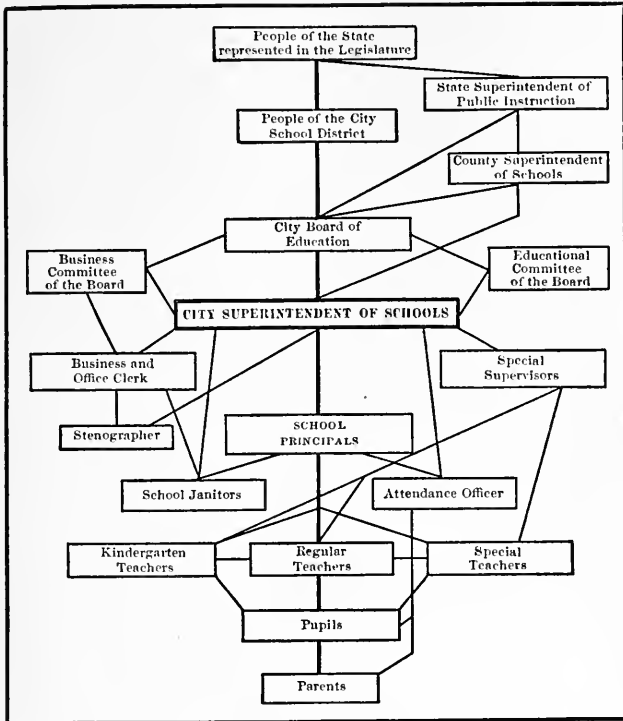 People of the State
represented in the Legislature
State Superintendent of
Public Instruction
People of the City
School District
County Superintendent
of Schools
City Board of
Education
Business
Committee
of the Board
Educational
Committee
of the Board
CITY SUPERINTENDENT OF SCHOOLS
Business and
Office Clerk
Special
Supervisors
Stenographer
SCHOOL
PRINCIPALS
School Janitors
Attendance Officer
Kindergarten
Teachers
Regular
Teachers
Special
Teachers
Pupils
Parents